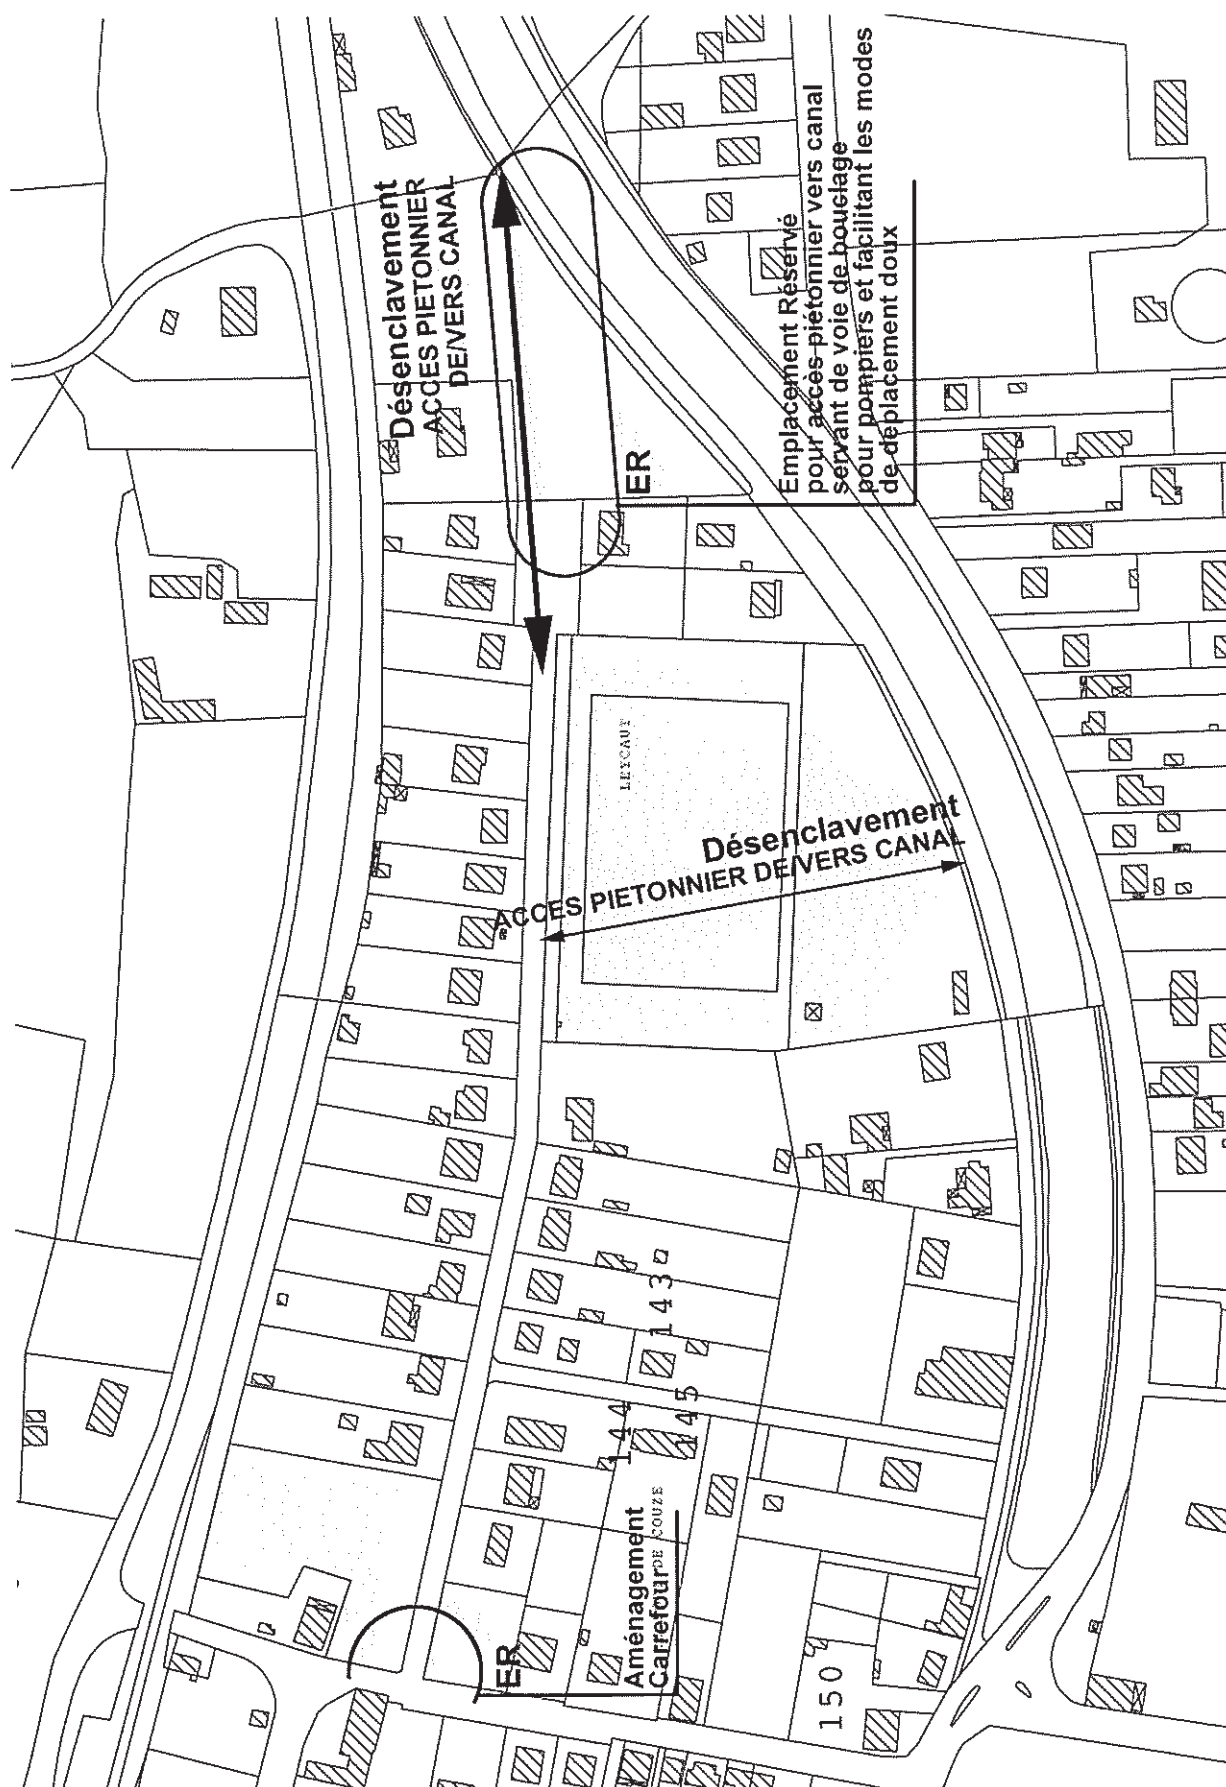 Désenclavement
ACCES PIETONNIER
DE/VERS CANAL
ER
Emplacement Réservé
pour accès piétonnier vers canal
servant de voie de bouclage
pour pompiers et facilitant les modes
de déplacement doux
LEYCAUT
Désenclavement
ACCES PIETONNIER DE/VERS CANAL
143
144
145
Aménagement
Carrefour
DE COUZE
ER
150